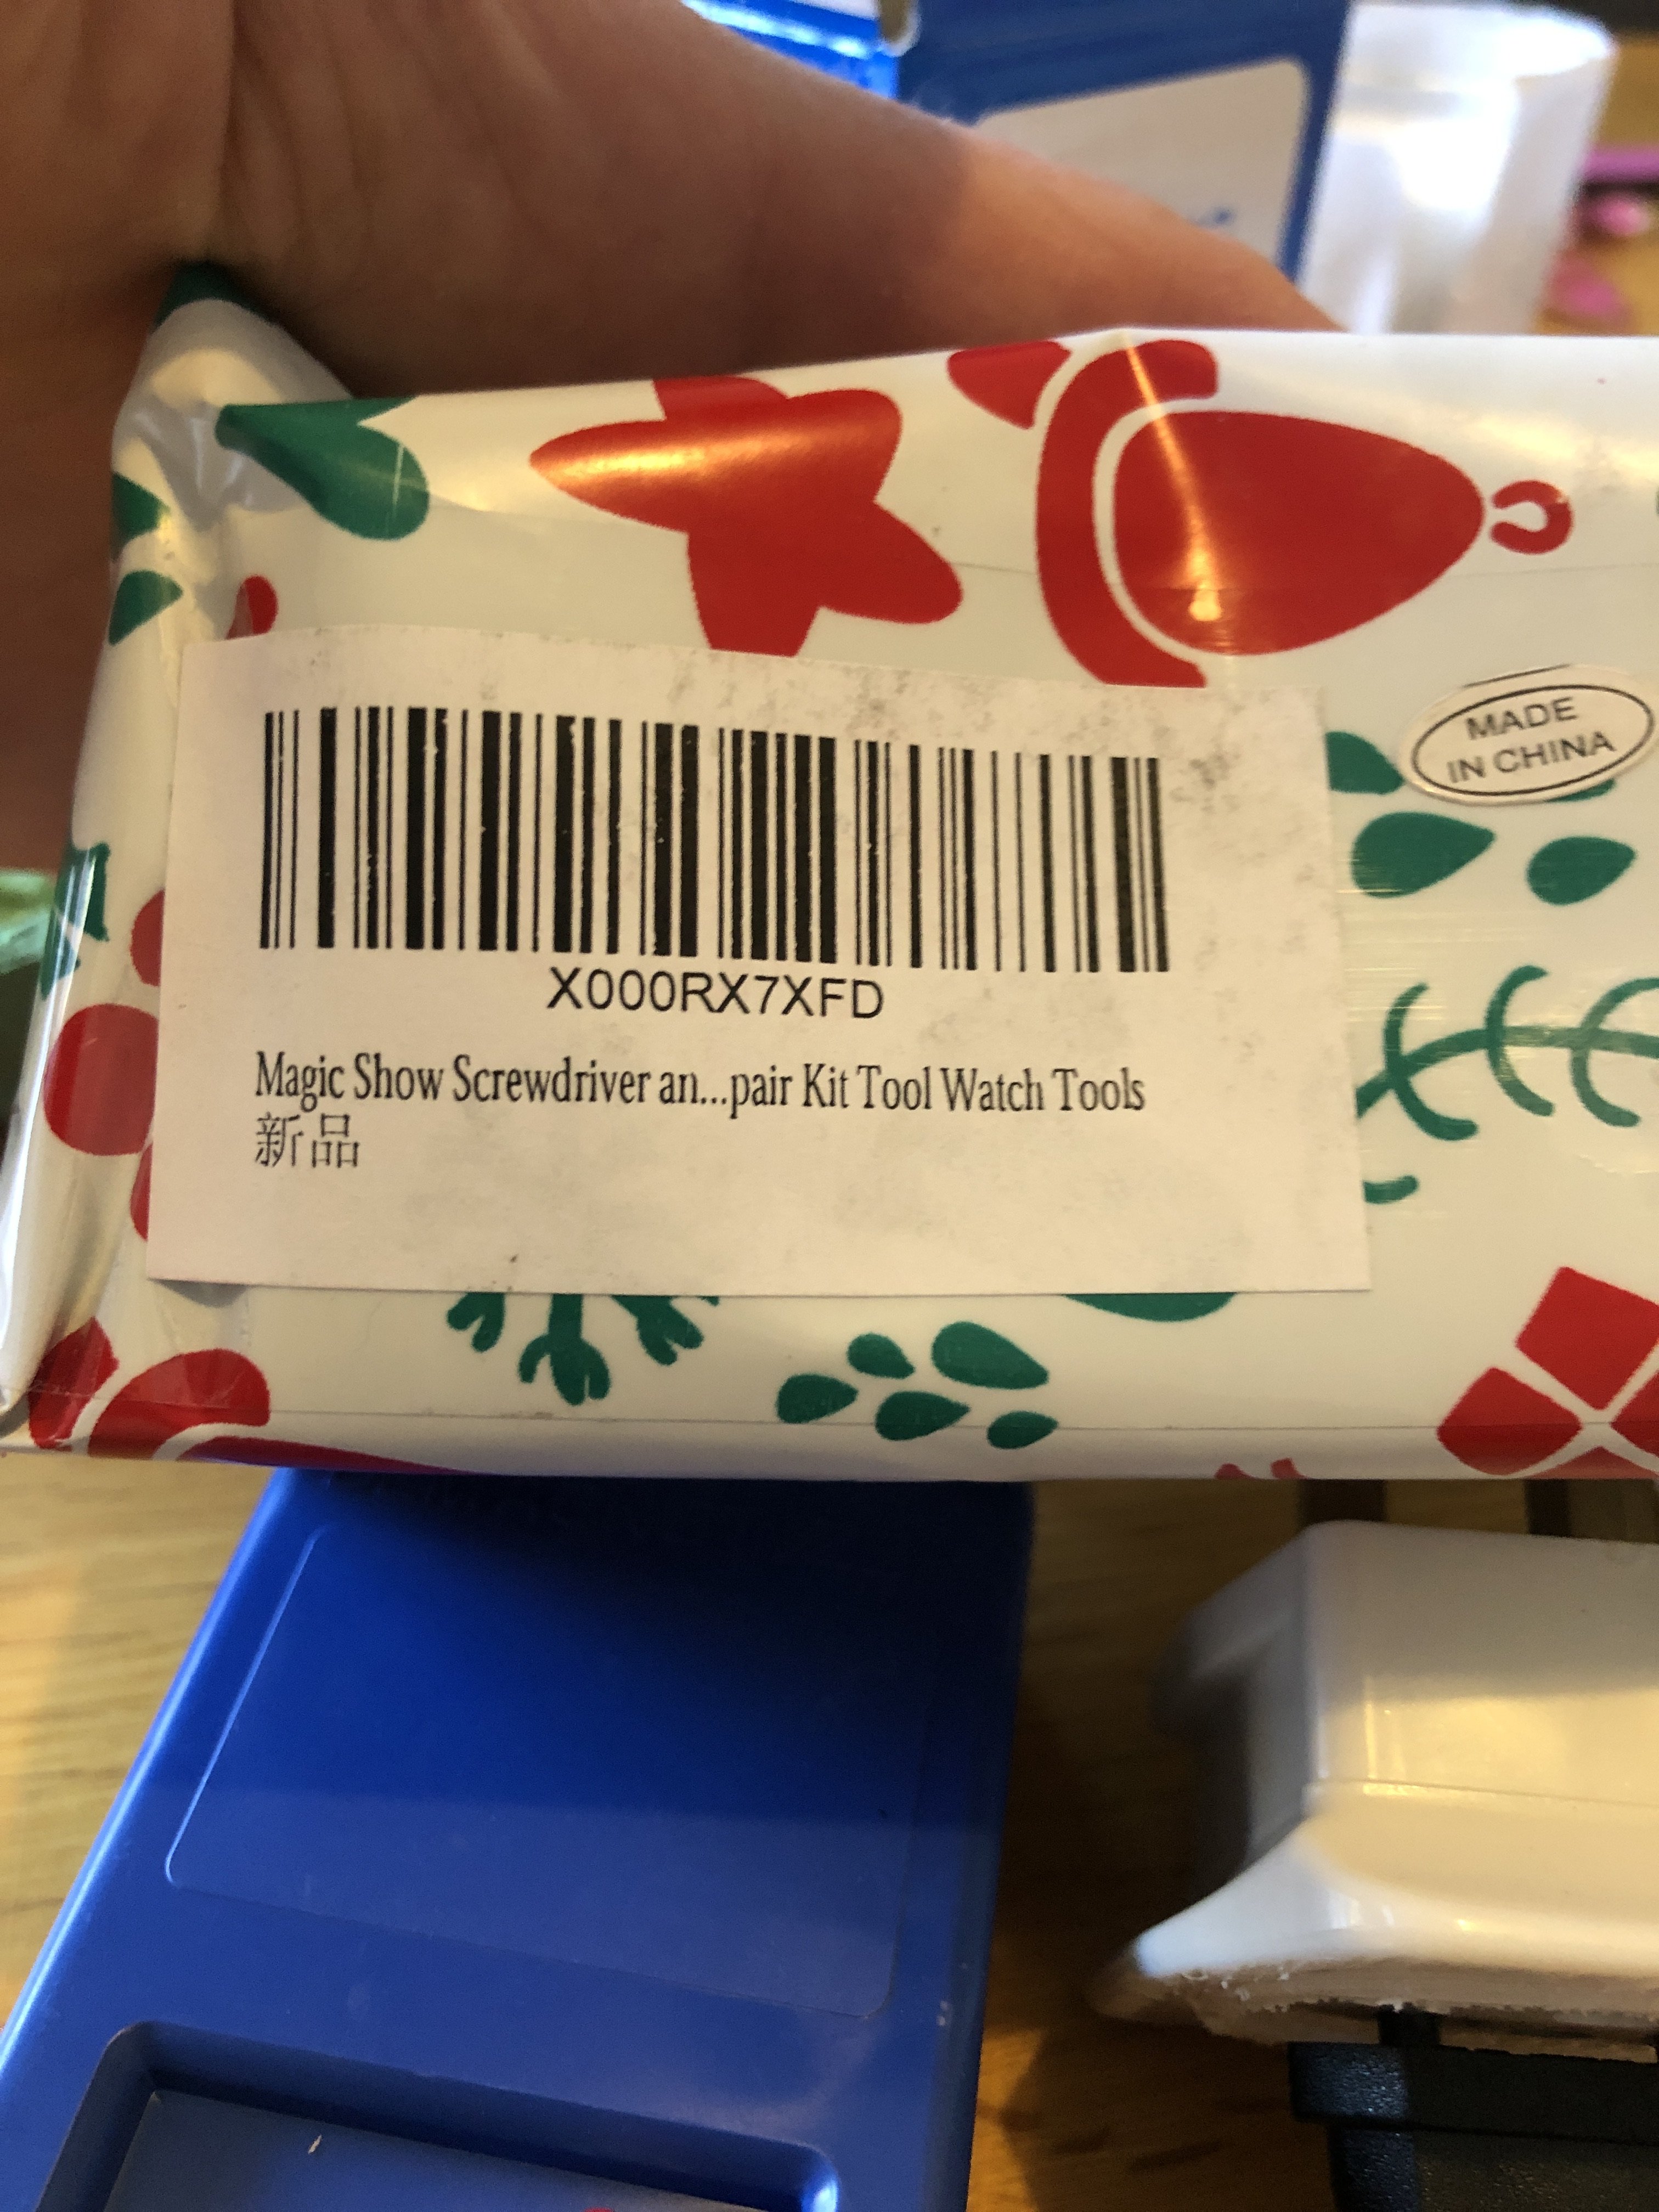 MADE
IN CHINA
X000RX7XFD
Magic Show Screwdriver an...pair Kit Tool Watch Tools
新品